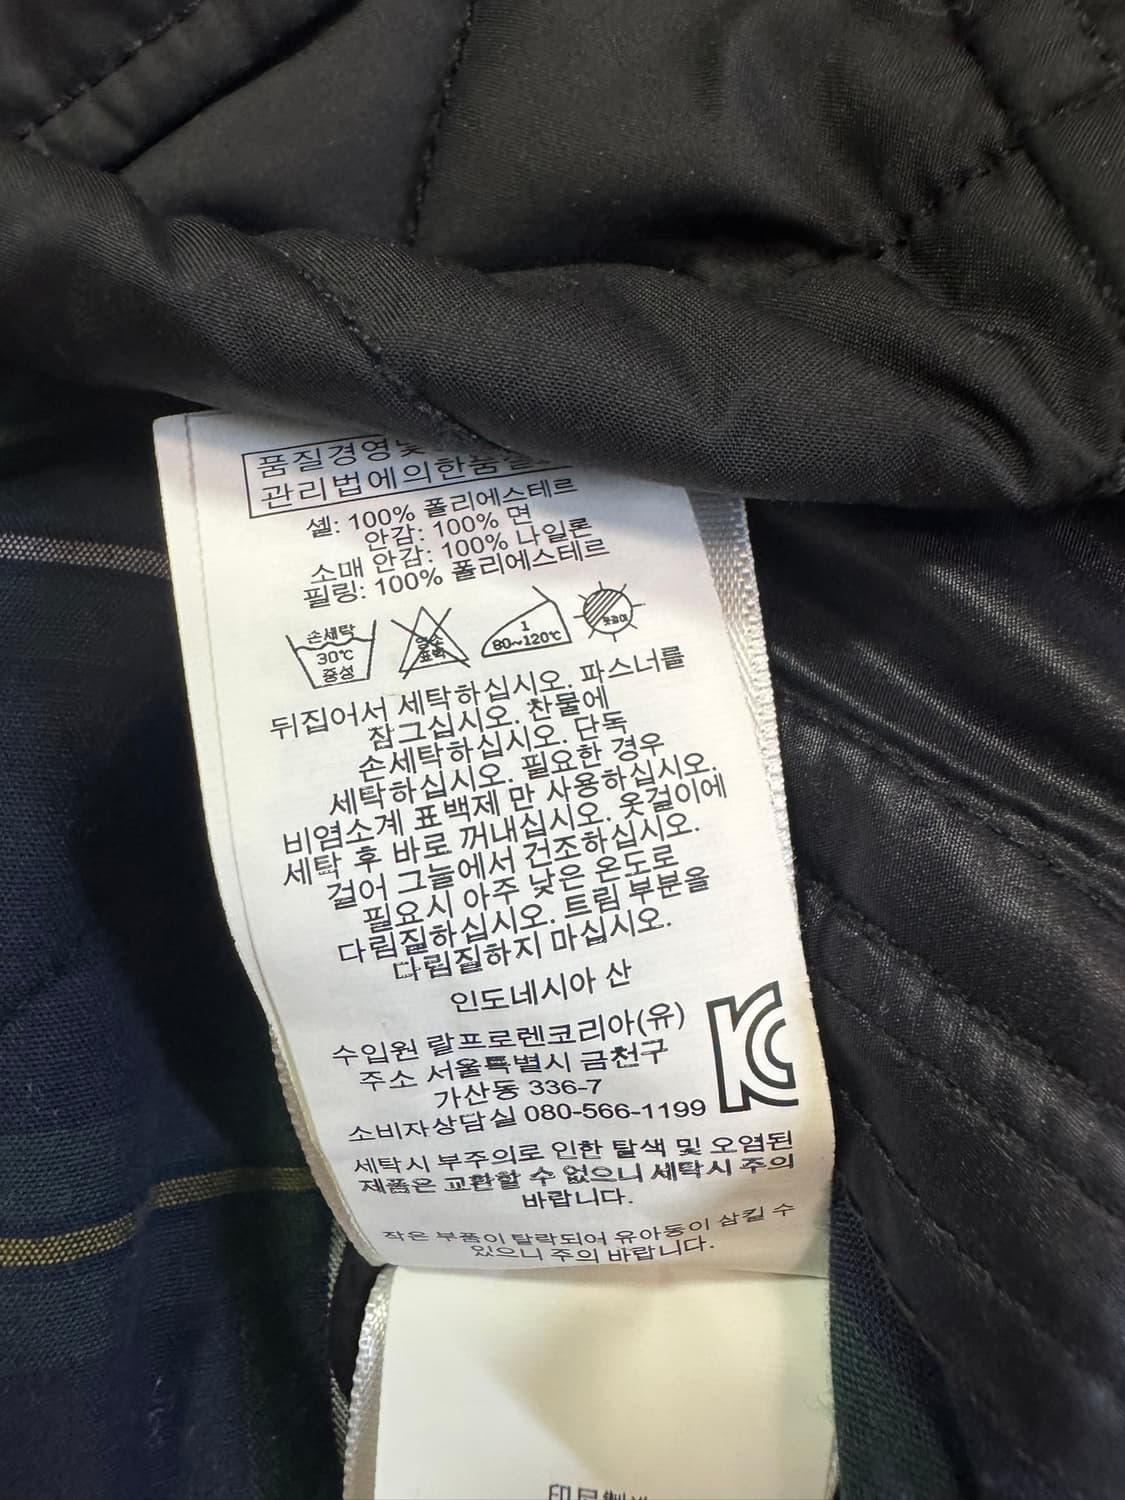 품질경영및
관리법에의한품질
셸: 100% 폴리에스테르
안감: 100% 면
소매 안감: 100% 나일론
필링: 100% 폴리에스테르
손세탁
30℃
중성
염소
표백
1
80~120℃
옷걸이
뒤집어서 세탁하십시오. 파스너를
잠그십시오. 찬물에
손세탁하십시오. 단독
세탁하십시오. 필요한 경우
비염소계 표백제 만 사용하십시오.
세탁 후 바로 꺼내십시오. 옷걸이에
걸어 그늘에서 건조하십시오.
필요시 아주 낮은 온도로
다림질하십시오. 트림 부분을
다림질하지 마십시오.
인도네시아 산
수입원 랄프로렌코리아(유)
주소 서울특별시 금천구
가산동 336-7
소비자상담실 080-566-1199
세탁시 부주의로 인한 탈색 및 오염된
제품은 교환할 수 없으니 세탁시 주의
바랍니다.
작은 부품이 탈락되어 유아동이 삼킬 수
있으니 주의 바랍니다.